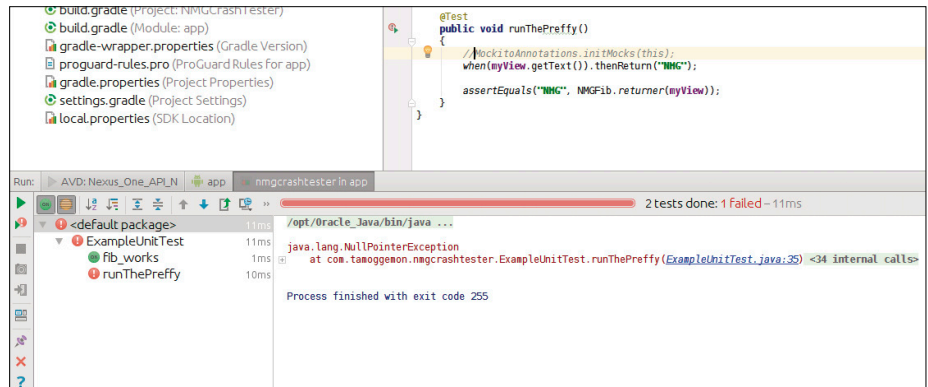 build.gradle (Project: NMGCrashTester)
build.gradle (Module: app)
gradle-wrapper.properties (Gradle Version)
proguard-rules.pro (ProGuard Rules for app)
gradle.properties (Project Properties)
settings.gradle (Project Settings)
local.properties (SDK Location)
@Test
public void runThePreffy()
{
//MockitoAnnotations.initMocks(this);
when(myView.getText()).thenReturn("NMG");
assertEquals("NMG", NMGFib.returner(myView));
}
}
Run: AVD: Nexus_One_API_N app nmgcrashtester in app
2 tests done: 1 failed – 11ms
<default package> 11ms
ExampleUnitTest 11ms
fib_works 1ms
runThePreffy 10ms
/opt/Oracle_Java/bin/java ...
java.lang.NullPointerException
at com.tamoggemon.nmgcrashtester.ExampleUnitTest.runThePreffy(ExampleUnitTest.java:35) <34 internal calls>
Process finished with exit code 255